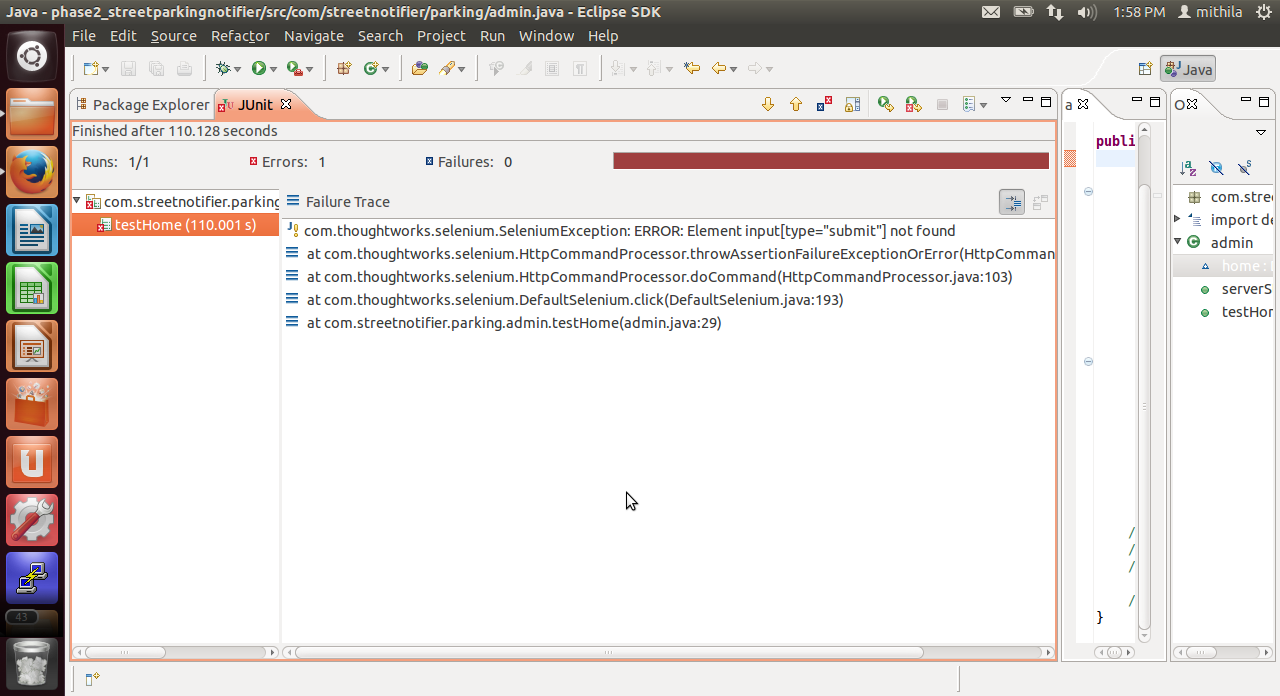 Java - phase2_streetparkingnotifier/src/com/streetnotifier/parking/admin.java - Eclipse SDK
1:58 PM mithila
File Edit Source Refactor Navigate Search Project Run Window Help
Java
Package Explorer JUnit
a
O
Finished after 110.128 seconds
Runs: 1/1 Errors: 1 Failures: 0
com.streetnotifier.parking
testHome (110.001 s)
Failure Trace
com.thoughtworks.selenium.SeleniumException: ERROR: Element input[type="submit"] not found
at com.thoughtworks.selenium.HttpCommandProcessor.throwAssertionFailureExceptionOrError(HttpComman
at com.thoughtworks.selenium.HttpCommandProcessor.doCommand(HttpCommandProcessor.java:103)
at com.thoughtworks.selenium.DefaultSelenium.click(DefaultSelenium.java:193)
at com.streetnotifier.parking.admin.testHome(admin.java:29)
publi
/
/
/
/
}
com.stree
import de
admin
home :
serverS
testHor
43